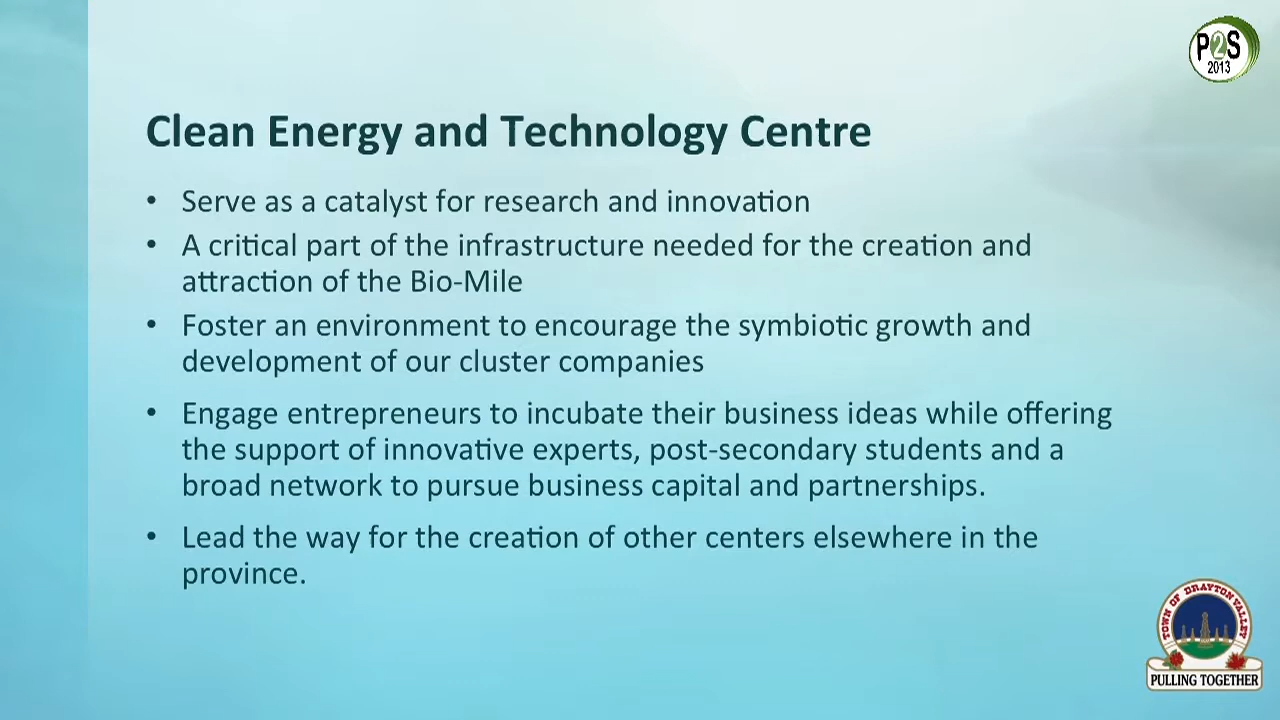 P2S
2013
Clean Energy and Technology Centre
• Serve as a catalyst for research and innovation
• A critical part of the infrastructure needed for the creation and
attraction of the Bio-Mile
• Foster an environment to encourage the symbiotic growth and
development of our cluster companies
• Engage entrepreneurs to incubate their business ideas while offering
the support of innovative experts, post-secondary students and a
broad network to pursue business capital and partnerships.
• Lead the way for the creation of other centers elsewhere in the
province.
TOWN OF DRAYTON VALLEY
PULLING TOGETHER